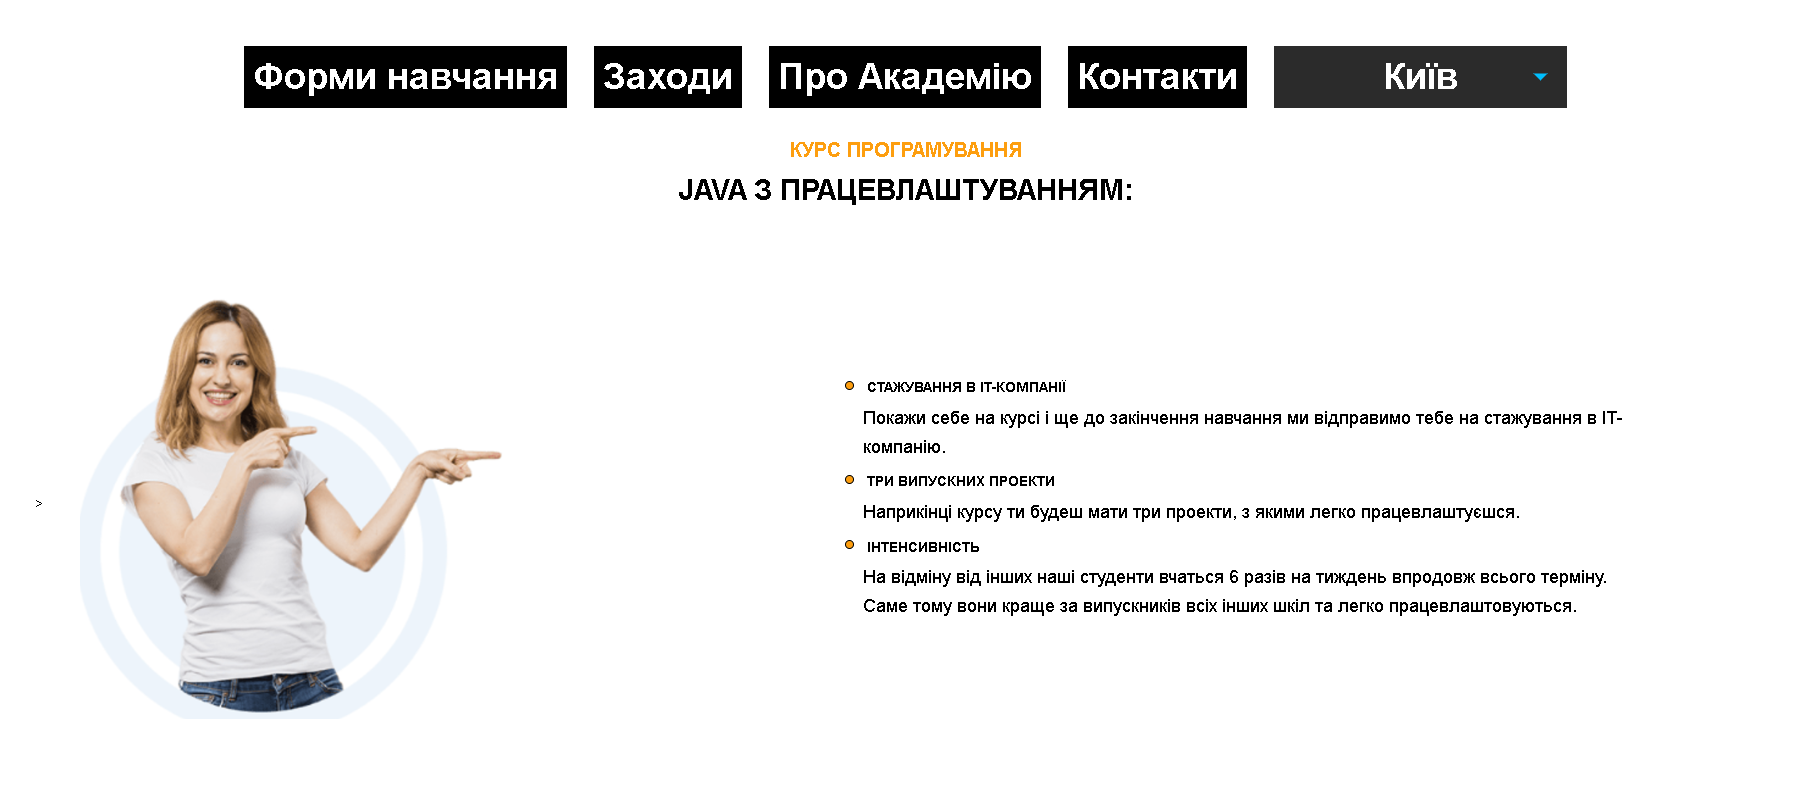 Форми навчання Заходи Про Академію Контакти Київ
КУРС ПРОГРАМУВАННЯ
JAVA З ПРАЦЕВЛАШТУВАННЯМ:
СТАЖУВАННЯ В ІТ-КОМПАНІЇ
Покажи себе на курсі і ще до закінчення навчання ми відправимо тебе на стажування в ІТ-
компанію.
ТРИ ВИПУСКНИХ ПРОЕКТИ
Наприкінці курсу ти будеш мати три проекти, з якими легко працевлаштуєшся.
>
ІНТЕНСИВНІСТЬ
На відміну від інших наші студенти вчаться 6 разів на тиждень впродовж всього терміну.
Саме тому вони краще за випускників всіх інших шкіл та легко працевлаштовуються.